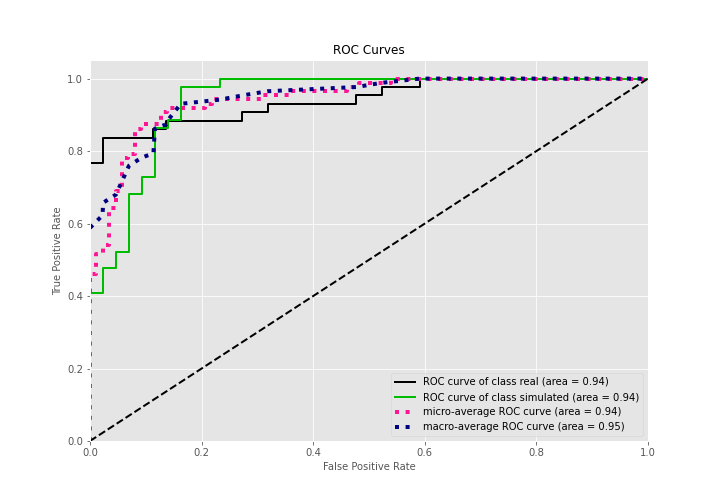 ROC Curves
True Positive Rate
1.0
0.8
0.6
0.4
0.2
0.0
0.0 0.2 0.4 0.6 0.8 1.0
False Positive Rate
ROC curve of class real (area = 0.94)
ROC curve of class simulated (area = 0.94)
micro-average ROC curve (area = 0.94)
macro-average ROC curve (area = 0.95)